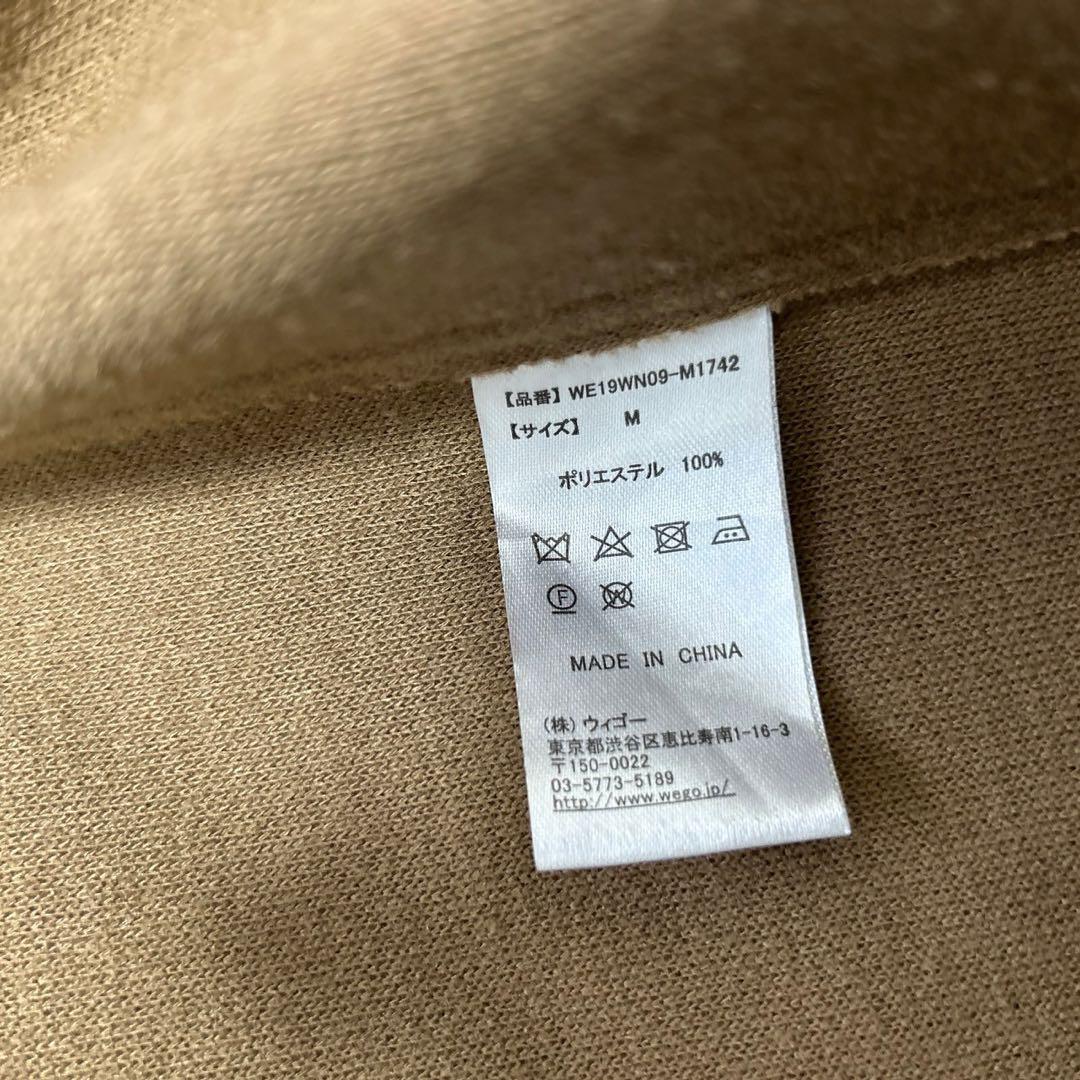 【品番】WE19WN09-M1742
【サイズ】 M
ポリエステル 100%
F W
MADE IN CHINA
(株)ウィゴー
東京都渋谷区恵比寿南1-16-3
〒150-0022
03-5773-5189
http://www.wego.jp/